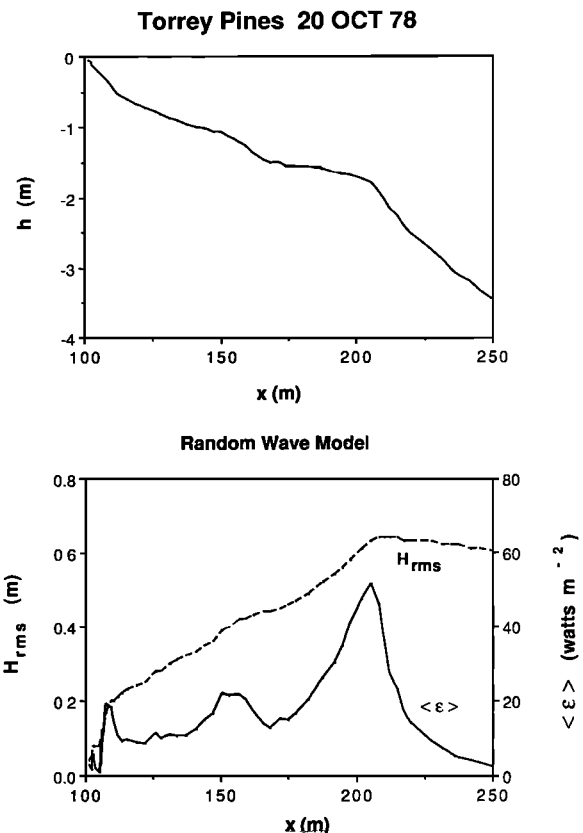 Torrey Pines 20 OCT 78
0
-1
-2
-3
-4
h (m)
100
150
200
250
x (m)
Random Wave Model
0.8
0.6
0.4
0.2
0.0
H rms (m)
80
60
40
20
0
< ε > (watts m -2)
H rms
< ε >
100
150
200
250
x (m)